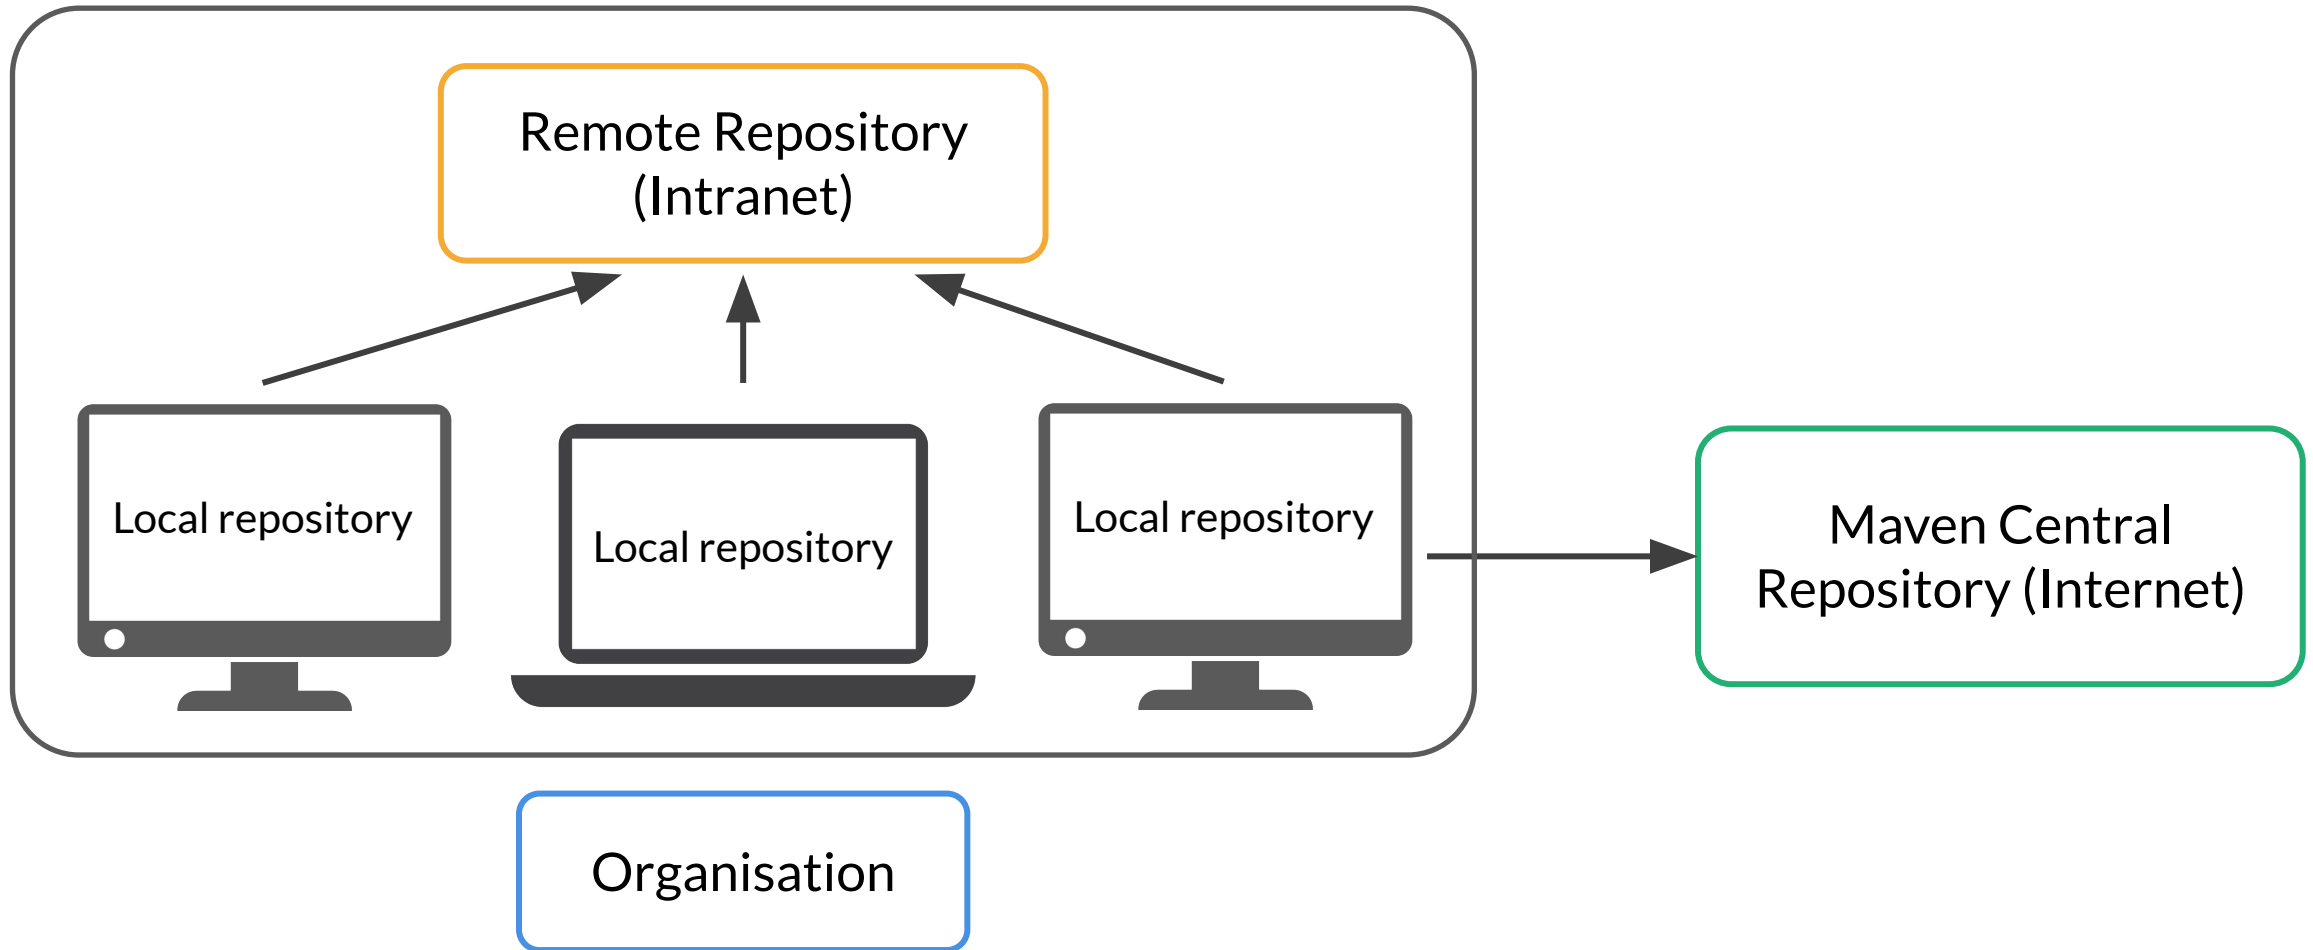 Remote Repository
(Intranet)
Local repository
Local repository
Local repository
Maven Central
Repository (Internet)
Organisation